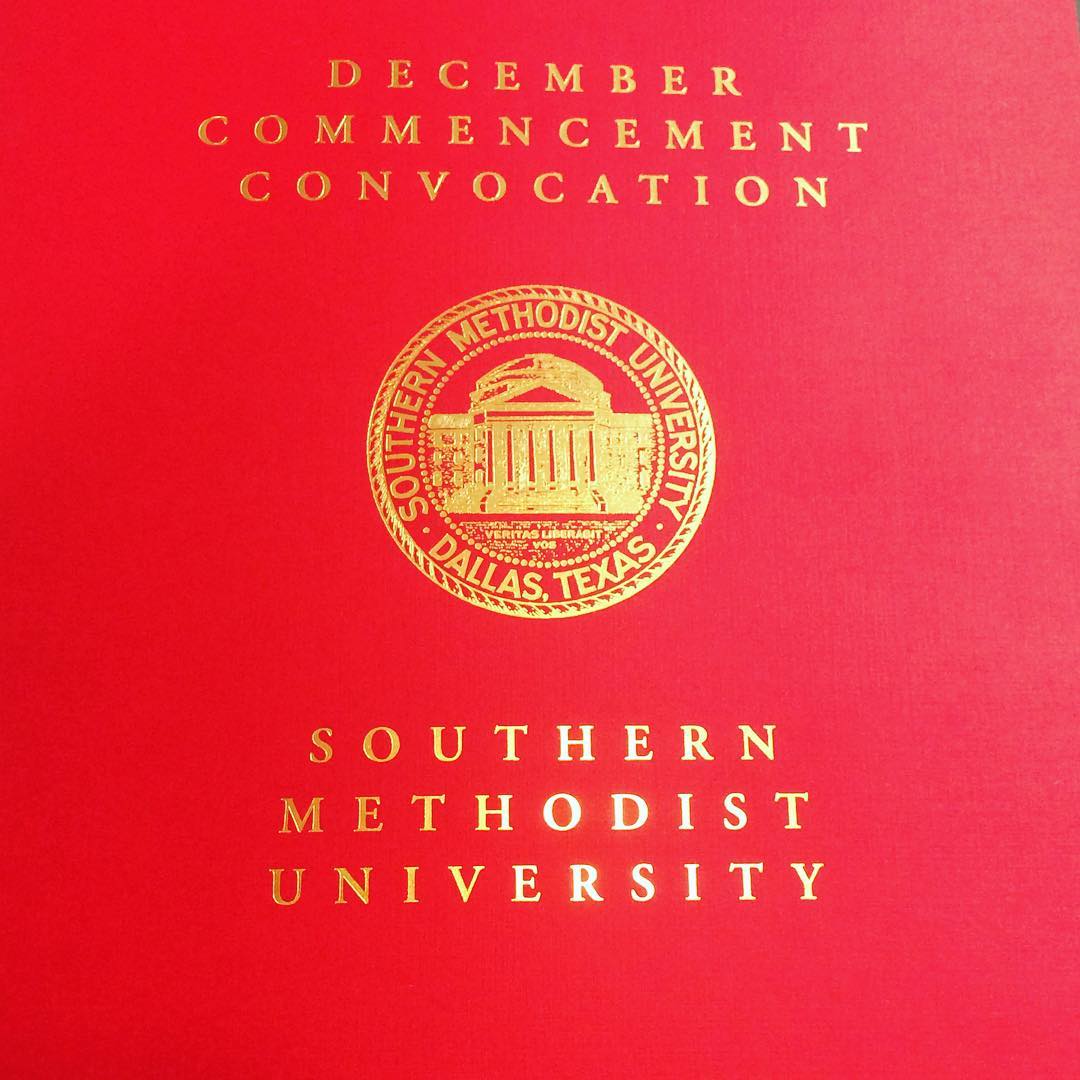 DECEMBER
COMMENCEMENT
CONVOCATION
SOUTHERN METHODIST UNIVERSITY
VERITAS LIBERABIT
VOS
· DALLAS, TEXAS ·
SOUTHERN
METHODIST
UNIVERSITY